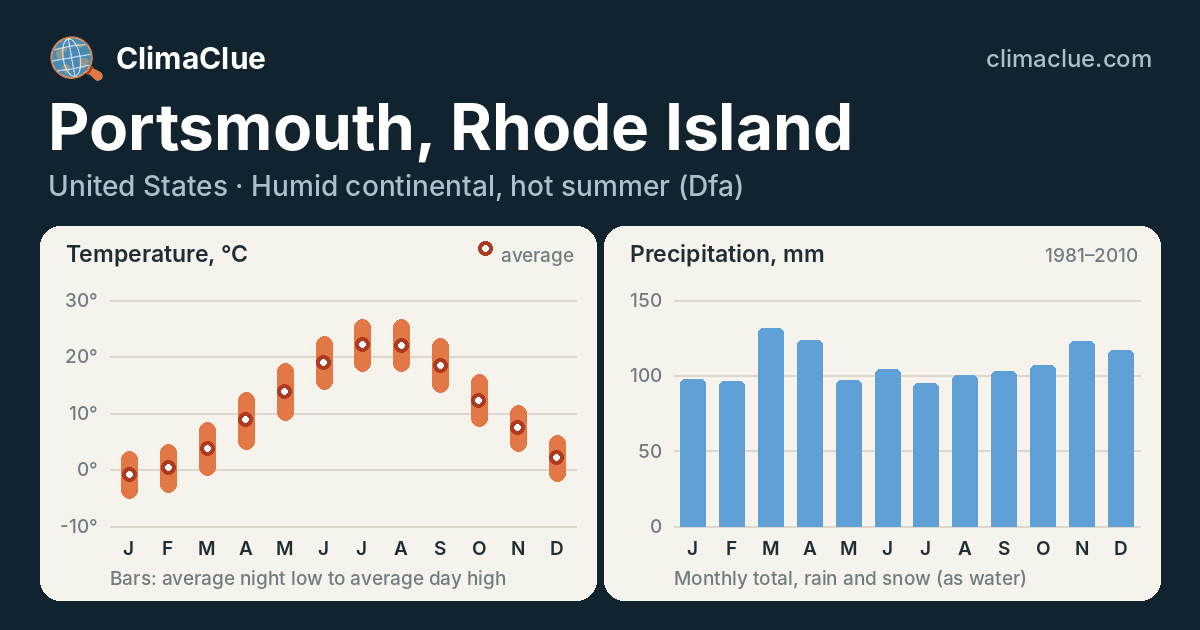 ClimaClue
climaclue.com
Portsmouth, Rhode Island
United States · Humid continental, hot summer (Dfa)
Temperature, °C
average
30°
20°
10°
0°
-10°
J F M A M J J A S O N D
Bars: average night low to average day high
Precipitation, mm
1981–2010
150
100
50
0
J F M A M J J A S O N D
Monthly total, rain and snow (as water)